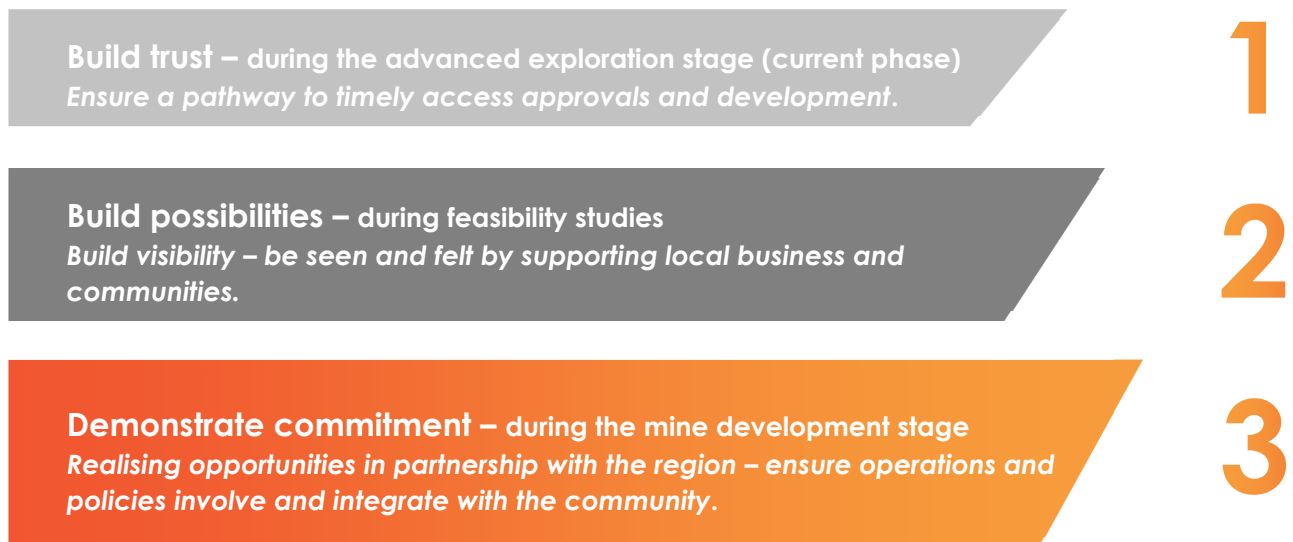 Build trust – during the advanced exploration stage (current phase)
Ensure a pathway to timely access approvals and development.
1
Build possibilities – during feasibility studies
Build visibility – be seen and felt by supporting local business and
communities.
2
Demonstrate commitment – during the mine development stage
Realising opportunities in partnership with the region – ensure operations and
policies involve and integrate with the community.
3